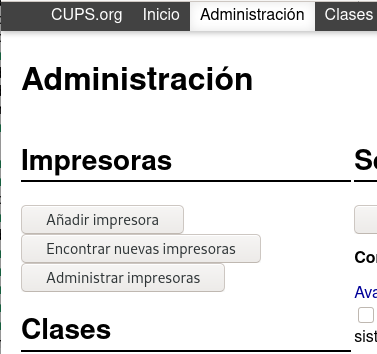 CUPS.org Inicio Administración Clases
Administración
Impresoras
Añadir impresora
Encontrar nuevas impresoras
Administrar impresoras
Clases